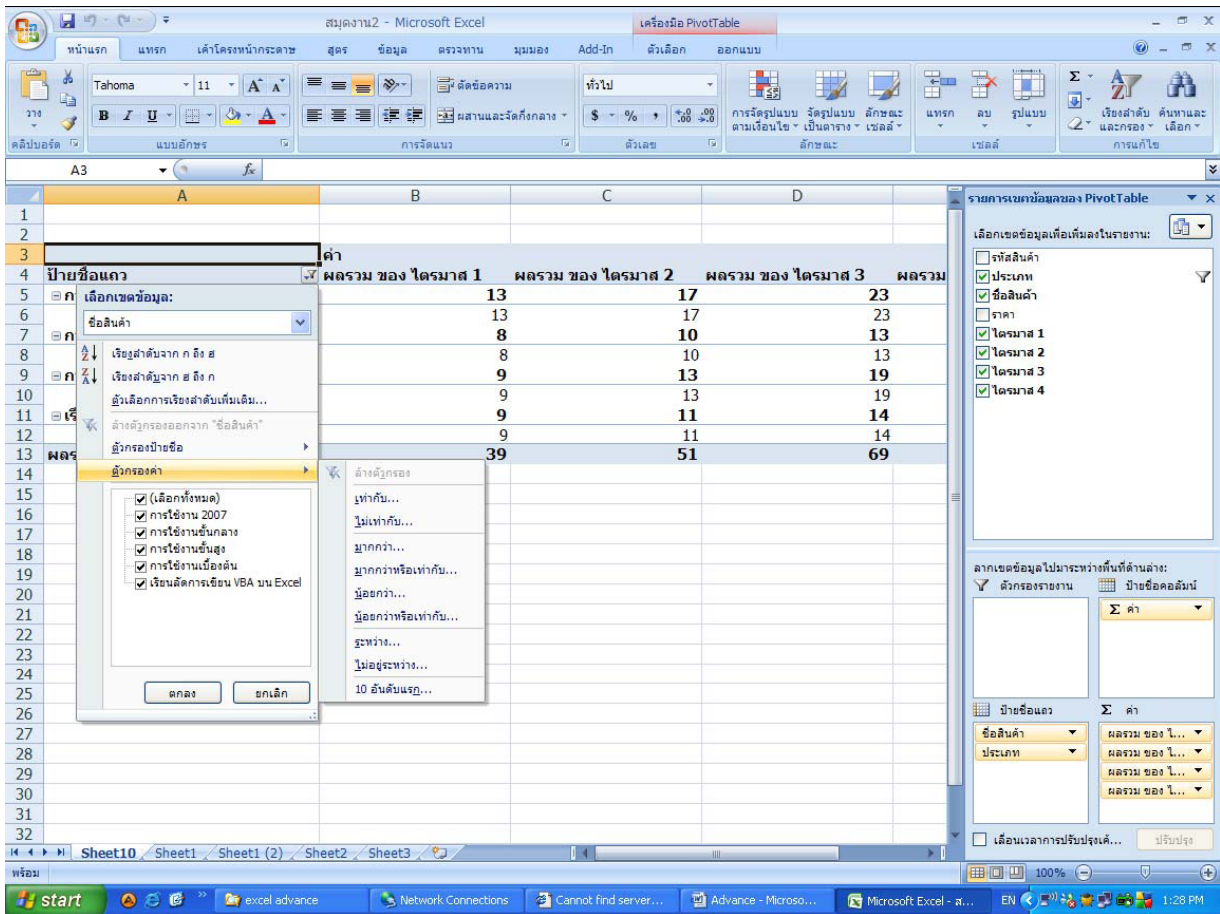 สมุดงาน2 - Microsoft Excel
เครื่องมือ PivotTable
หน้าแรก แทรก เค้าโครงหน้ากระดาษ สูตร ข้อมูล ตรวจทาน มุมมอง Add-In ตัวเลือก ออกแบบ
Tahoma 11
ตัดข้อความ
ทั่วไป
วาง
B I U
A
ผสานและจัดกึ่งกลาง
$ % ,
การจัดรูปแบบ ตามเงื่อนไข
จัดรูปแบบ เป็นตาราง
ลักษณะ เซลล์
แทรก ลบ รูปแบบ
เรียงลำดับ และกรอง
ค้นหาและ เลือก
คลิปบอร์ด แบบอักษร การจัดแนว ตัวเลข ลักษณะ เซลล์ การแก้ไข
A3 fx
A B C D
1
2
3 ค่า
4 ป้ายชื่อแถว ผลรวม ของ ไตรมาส 1 ผลรวม ของ ไตรมาส 2 ผลรวม ของ ไตรมาส 3 ผลรวม
5 13 17 23
6 13 17 23
7 8 10 13
8 8 10 13
9 9 13 19
10 9 13 19
11 9 11 14
12 9 11 14
13 39 51 69
14
15
16
17
18
19
20
21
22
23
24
25
26
27
28
29
30
31
32
เลือกเขตข้อมูล:
ชื่อสินค้า
เรียงลำดับจาก ก ถึง ฮ
เรียงลำดับจาก ฮ ถึง ก
ตัวเลือกการเรียงลำดับเพิ่มเติม...
ล้างตัวกรองออกจาก "ชื่อสินค้า"
ตัวกรองป้ายชื่อ
ตัวกรองค่า
(เลือกทั้งหมด)
การใช้งาน 2007
การใช้งานขั้นกลาง
การใช้งานขั้นสูง
การใช้งานเบื้องต้น
เรียนลัดการเขียน VBA บน Excel
ตกลง ยกเลิก
ล้างตัวกรอง
เท่ากับ...
ไม่เท่ากับ...
มากกว่า...
มากกว่าหรือเท่ากับ...
น้อยกว่า...
น้อยกว่าหรือเท่ากับ...
ระหว่าง...
ไม่อยู่ระหว่าง...
10 อันดับแรก...
รายการเขตข้อมูลของ PivotTable
เลือกเขตข้อมูลเพื่อเพิ่มลงในรายงาน:
รหัสสินค้า
ประเภท
ชื่อสินค้า
ราคา
ไตรมาส 1
ไตรมาส 2
ไตรมาส 3
ไตรมาส 4
ลากเขตข้อมูลไปมาระหว่างพื้นที่ด้านล่าง:
ตัวกรองรายงาน ป้ายชื่อคอลัมน์
Σ ค่า
ป้ายชื่อแถว Σ ค่า
ชื่อสินค้า ผลรวม ของ ไ...
ประเภท ผลรวม ของ ไ...
ผลรวม ของ ไ...
ผลรวม ของ ไ...
เลื่อนเวลาการปรับปรุงเค้... ปรับปรุง
Sheet10 Sheet1 Sheet1 (2) Sheet2 Sheet3
พร้อม 100%
start excel advance Network Connections Cannot find server... Advance - Microso... Microsoft Excel - ส... EN 1:28 PM